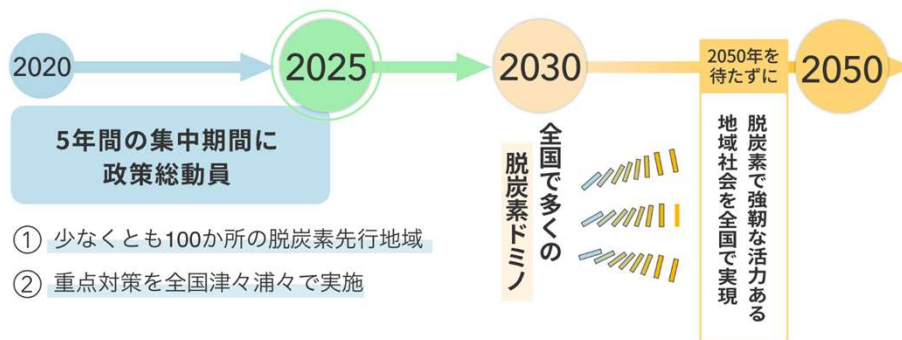 2020
2025
2030
2050年を
待たずに
2050
5年間の集中期間に
政策総動員
① 少なくとも100か所の脱炭素先行地域
② 重点対策を全国津々浦々で実施
全国で多くの
脱炭素ドミノ
脱炭素で強靭な活力ある
地域社会を全国で実現